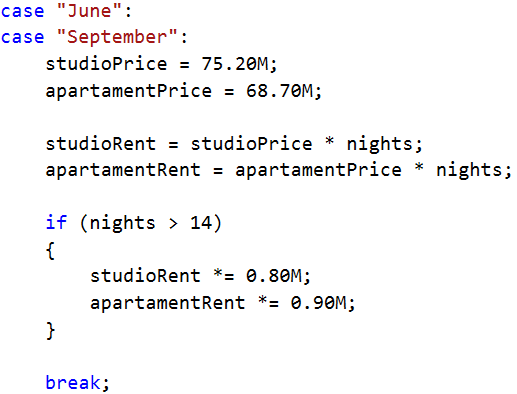 case "June":
case "September":
    studioPrice = 75.20M;
    apartamentPrice = 68.70M;

    studioRent = studioPrice * nights;
    apartamentRent = apartamentPrice * nights;

    if (nights > 14)
    {
        studioRent *= 0.80M;
        apartamentRent *= 0.90M;
    }

    break;